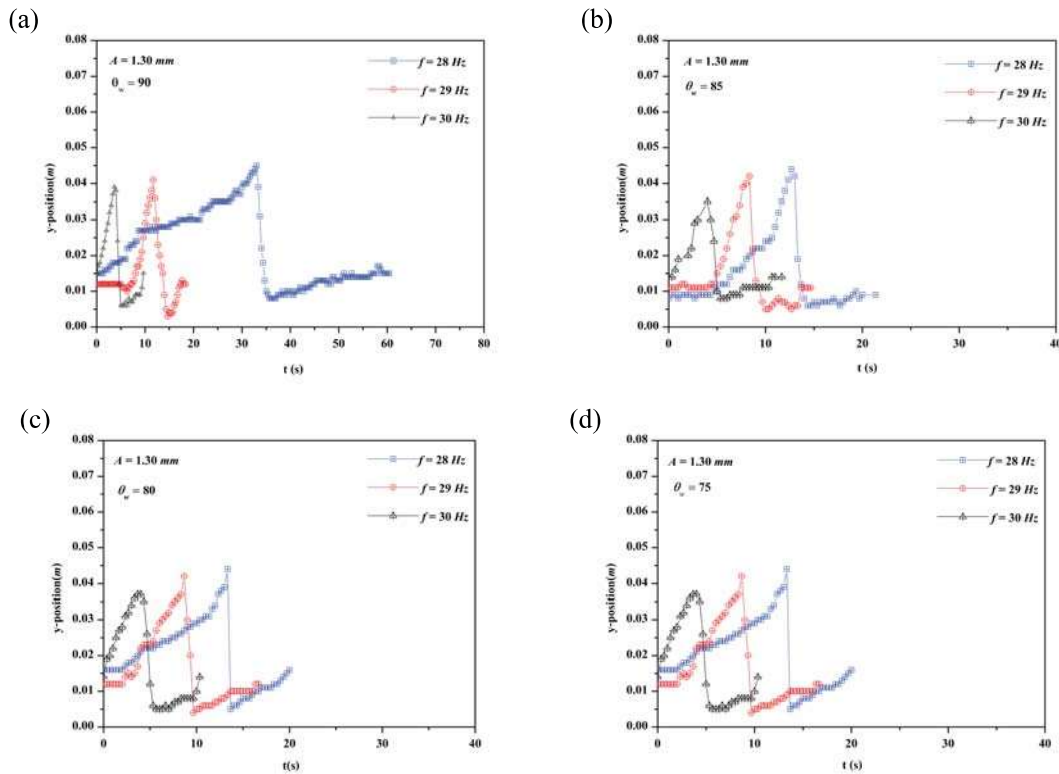 (a)
0.08
0.07
0.06
0.05
0.04
0.03
0.02
0.01
0.00
y-position(m)
A = 1.30 mm
θw = 90
f = 28 Hz
f = 29 Hz
f = 30 Hz
0 10 20 30 40 50 60 70 80
t (s)
(b)
0.08
0.07
0.06
0.05
0.04
0.03
0.02
0.01
0.00
y-position(m)
A = 1.30 mm
θw = 85
f = 28 Hz
f = 29 Hz
f = 30 Hz
0 10 20 30 40
t (s)
(c)
0.08
0.07
0.06
0.05
0.04
0.03
0.02
0.01
0.00
y-position(m)
A = 1.30 mm
θw = 80
f = 28 Hz
f = 29 Hz
f = 30 Hz
0 10 20 30 40
t(s)
(d)
0.08
0.07
0.06
0.05
0.04
0.03
0.02
0.01
0.00
y-position(m)
A = 1.30 mm
θw = 75
f = 28 Hz
f = 29 Hz
f = 30 Hz
0 10 20 30 40
t (s)